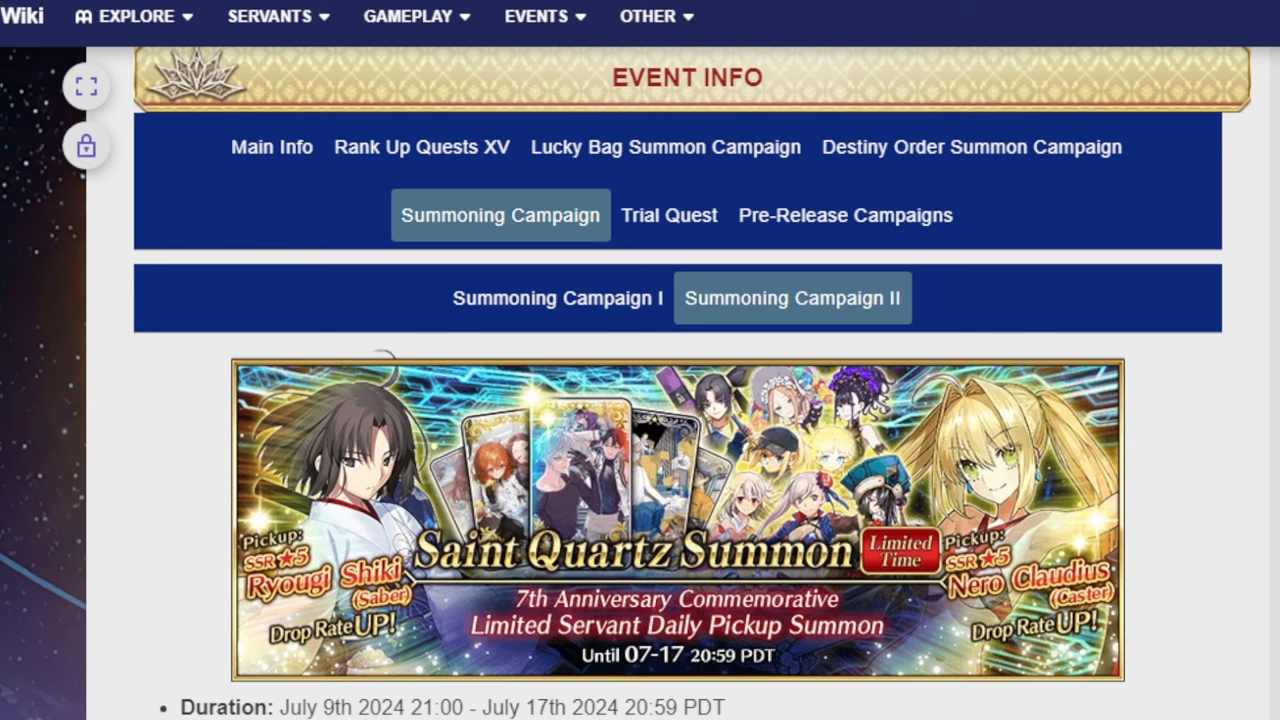 Wiki EXPLORE SERVANTS GAMEPLAY EVENTS OTHER
EVENT INFO
Main Info Rank Up Quests XV Lucky Bag Summon Campaign Destiny Order Summon Campaign
Summoning Campaign Trial Quest Pre-Release Campaigns
Summoning Campaign I Summoning Campaign II
Pickup:
SSR ★5
Ryougi Shiki
(Saber)
Drop Rate UP!
Saint Quartz Summon
Limited
Time
7th Anniversary Commemorative
Limited Servant Daily Pickup Summon
Until 07-17 20:59 PDT
Pickup:
SSR ★5
Nero Claudius
(Caster)
Drop Rate UP!
• Duration: July 9th 2024 21:00 - July 17th 2024 20:59 PDT